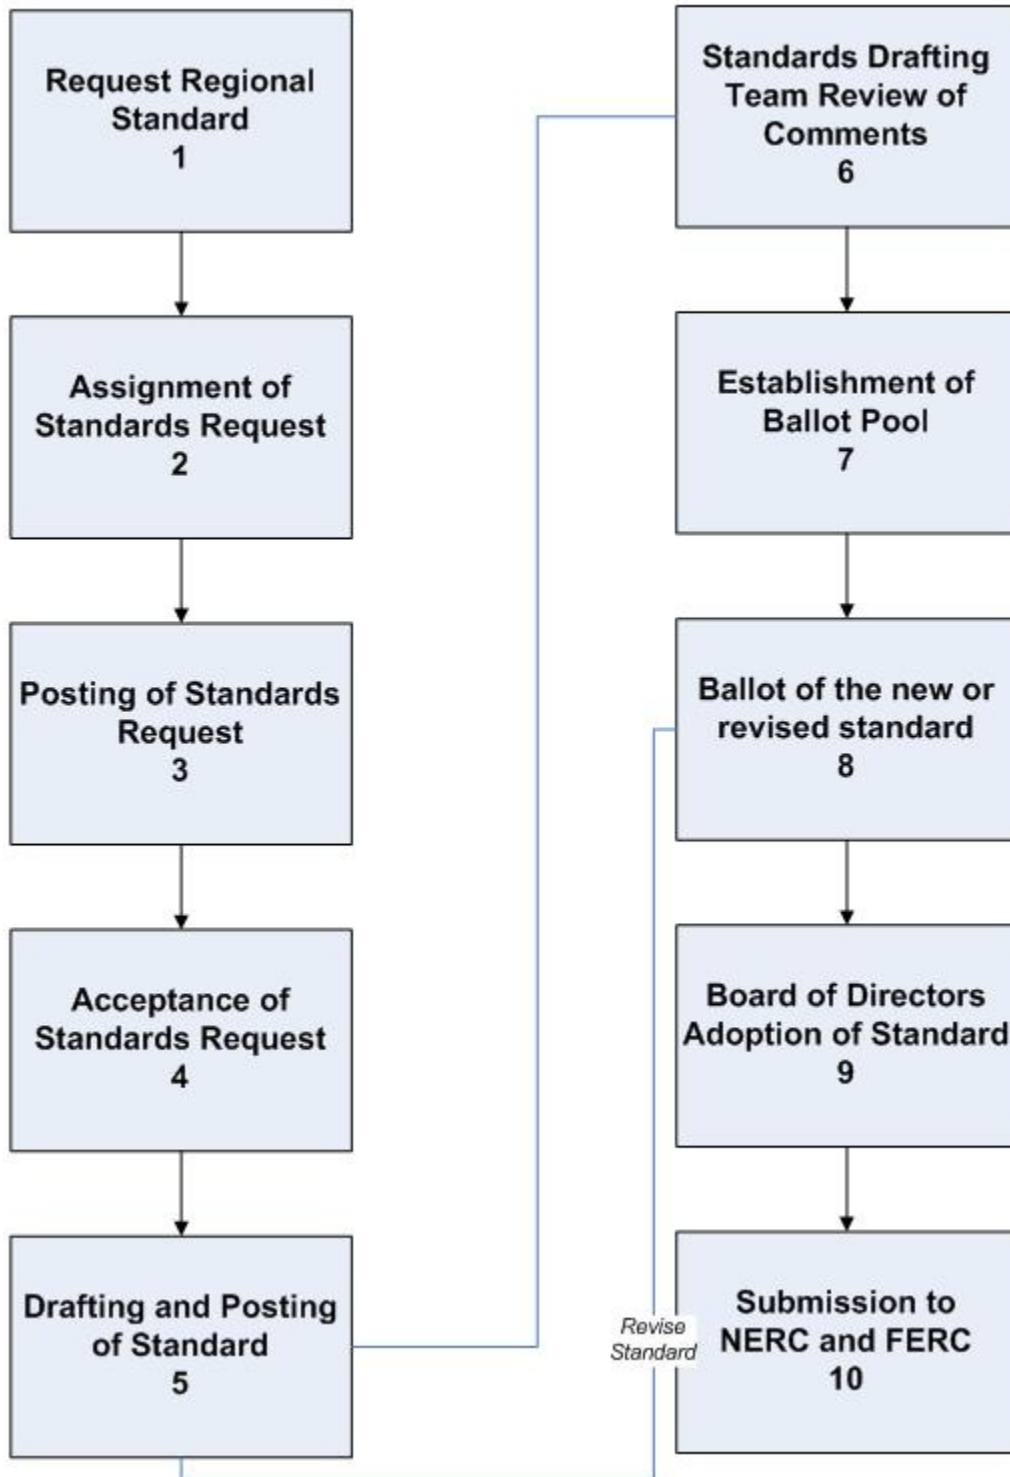 Request Regional
Standard
1
Assignment of
Standards Request
2
Posting of Standards
Request
3
Acceptance of
Standards Request
4
Drafting and Posting
of Standard
5
Standards Drafting
Team Review of
Comments
6
Establishment of
Ballot Pool
7
Ballot of the new or
revised standard
8
Board of Directors
Adoption of Standard
9
Submission to
NERC and FERC
10
Revise
Standard